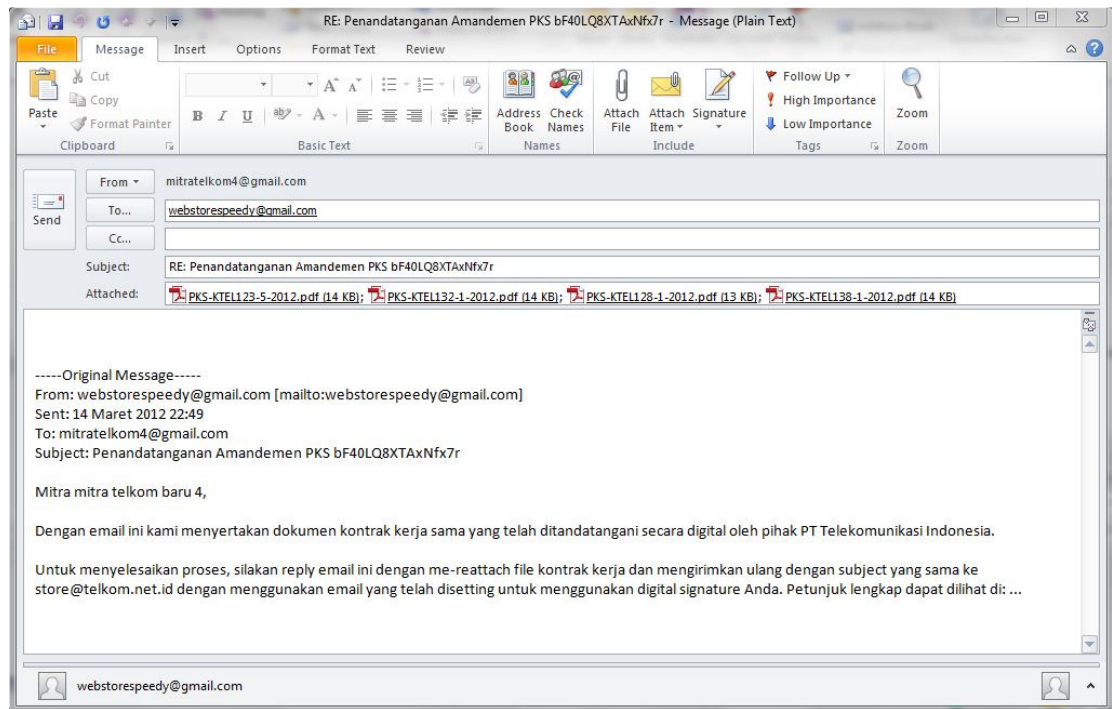 RE: Penandatanganan Amandemen PKS bF40LQ8XTAxNfx7r - Message (Plain Text)
File Message Insert Options Format Text Review
Paste
Cut
Copy
Format Painter
Clipboard
B I U
Basic Text
Address Book
Check Names
Names
Attach File
Attach Item
Signature
Include
Follow Up
High Importance
Low Importance
Tags
Zoom
Zoom
Send
From mitratelkom4@gmail.com
To... webstorespeedy@gmail.com
Cc...
Subject: RE: Penandatanganan Amandemen PKS bF40LQ8XTAxNfx7r
Attached: PKS-KTEL123-5-2012.pdf (14 KB); PKS-KTEL132-1-2012.pdf (14 KB); PKS-KTEL128-1-2012.pdf (13 KB); PKS-KTEL138-1-2012.pdf (14 KB)
-----Original Message-----
From: webstorespeedy@gmail.com [mailto:webstorespeedy@gmail.com]
Sent: 14 Maret 2012 22:49
To: mitratelkom4@gmail.com
Subject: Penandatanganan Amandemen PKS bF40LQ8XTAxNfx7r
Mitra mitra telkom baru 4,
Dengan email ini kami menyertakan dokumen kontrak kerja sama yang telah ditandatangani secara digital oleh pihak PT Telekomunikasi Indonesia.
Untuk menyelesaikan proses, silakan reply email ini dengan me-reattach file kontrak kerja dan mengirimkan ulang dengan subject yang sama ke
store@telkom.net.id dengan menggunakan email yang telah disetting untuk menggunakan digital signature Anda. Petunjuk lengkap dapat dilihat di: ...
webstorespeedy@gmail.com